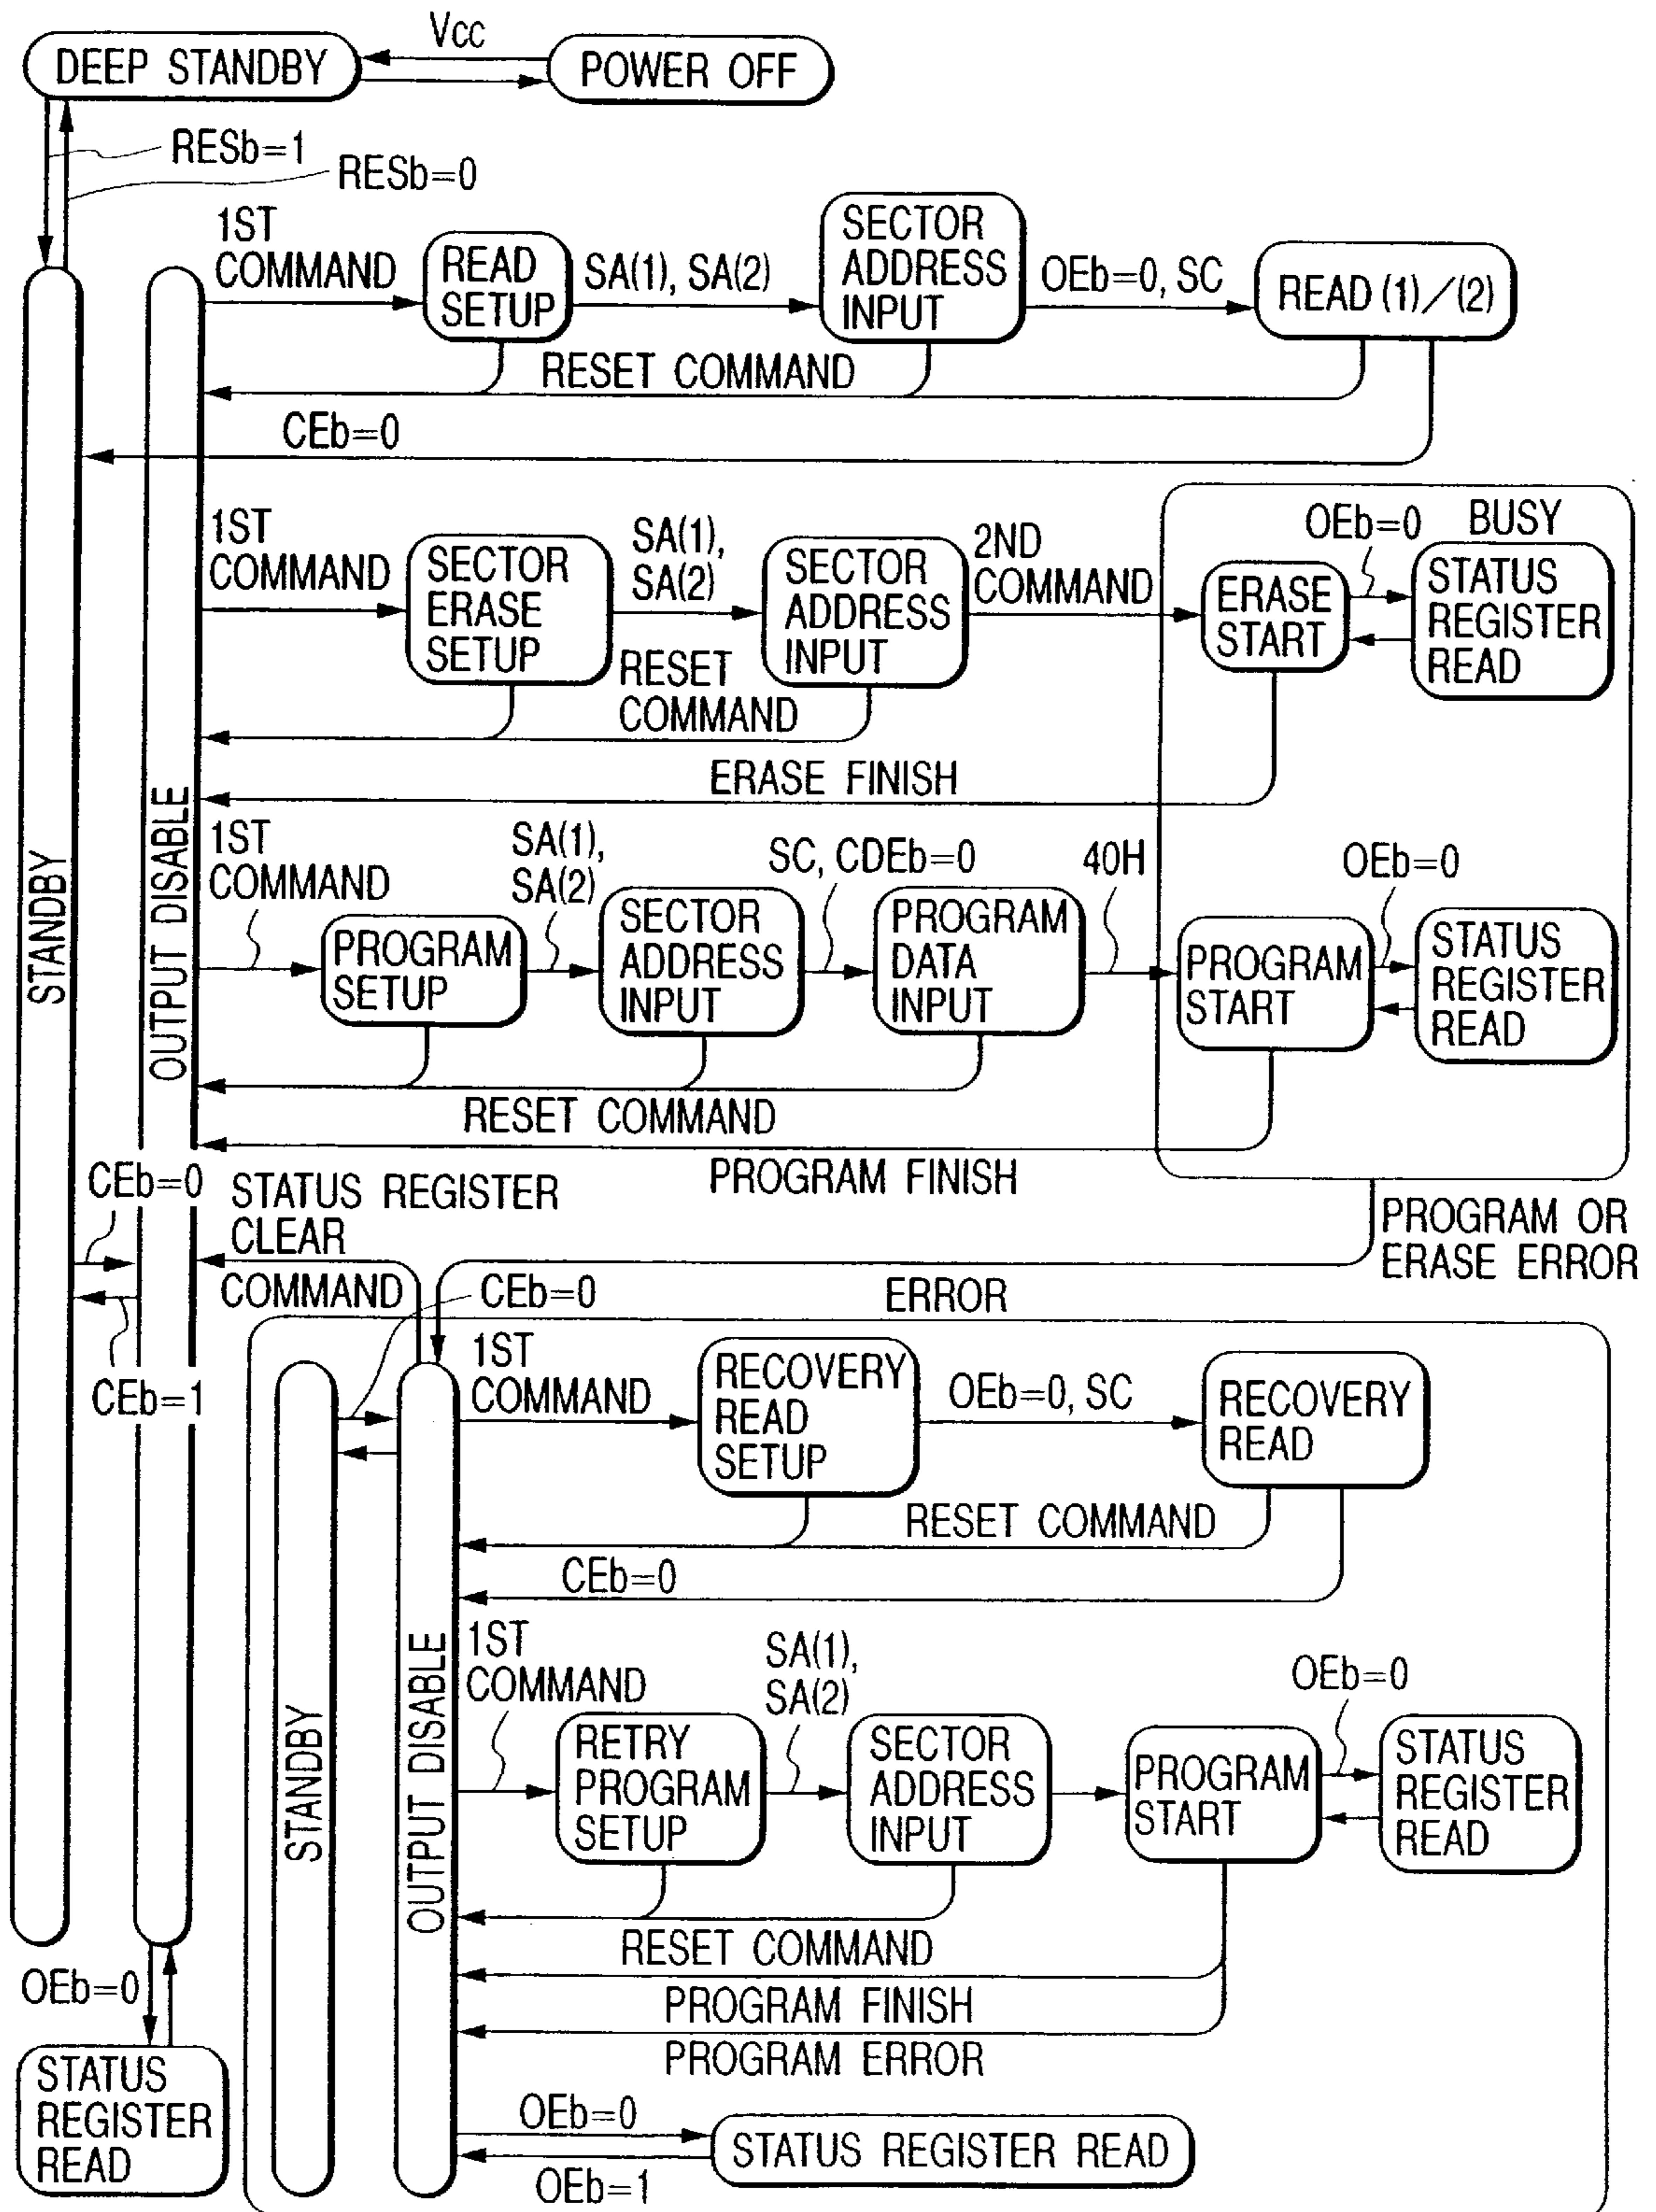 Vcc
DEEP STANDBY
POWER OFF
RESb=1
RESb=0
1ST
COMMAND
READ
SETUP
SA(1), SA(2)
SECTOR
ADDRESS
INPUT
OEb=0, SC
READ (1)/(2)
RESET COMMAND
CEb=0
1ST
COMMAND
SECTOR
ERASE
SETUP
SA(1),
SA(2)
SECTOR
ADDRESS
INPUT
2ND
COMMAND
BUSY
OEb=0
ERASE
START
STATUS
REGISTER
READ
RESET
COMMAND
ERASE FINISH
STANDBY
OUTPUT DISABLE
1ST
COMMAND
PROGRAM
SETUP
SA(1),
SA(2)
SECTOR
ADDRESS
INPUT
SC, CDEb=0
PROGRAM
DATA
INPUT
40H
PROGRAM
START
OEb=0
STATUS
REGISTER
READ
RESET COMMAND
PROGRAM FINISH
CEb=0
CEb=1
STATUS REGISTER
CLEAR
COMMAND
PROGRAM OR
ERASE ERROR
ERROR
CEb=0
STANDBY
OUTPUT DISABLE
1ST
COMMAND
RECOVERY
READ
SETUP
OEb=0, SC
RECOVERY
READ
RESET COMMAND
CEb=0
1ST
COMMAND
RETRY
PROGRAM
SETUP
SA(1),
SA(2)
SECTOR
ADDRESS
INPUT
PROGRAM
START
OEb=0
STATUS
REGISTER
READ
RESET COMMAND
PROGRAM FINISH
PROGRAM ERROR
OEb=0
STATUS REGISTER READ
OEb=1
OEb=0
STATUS
REGISTER
READ